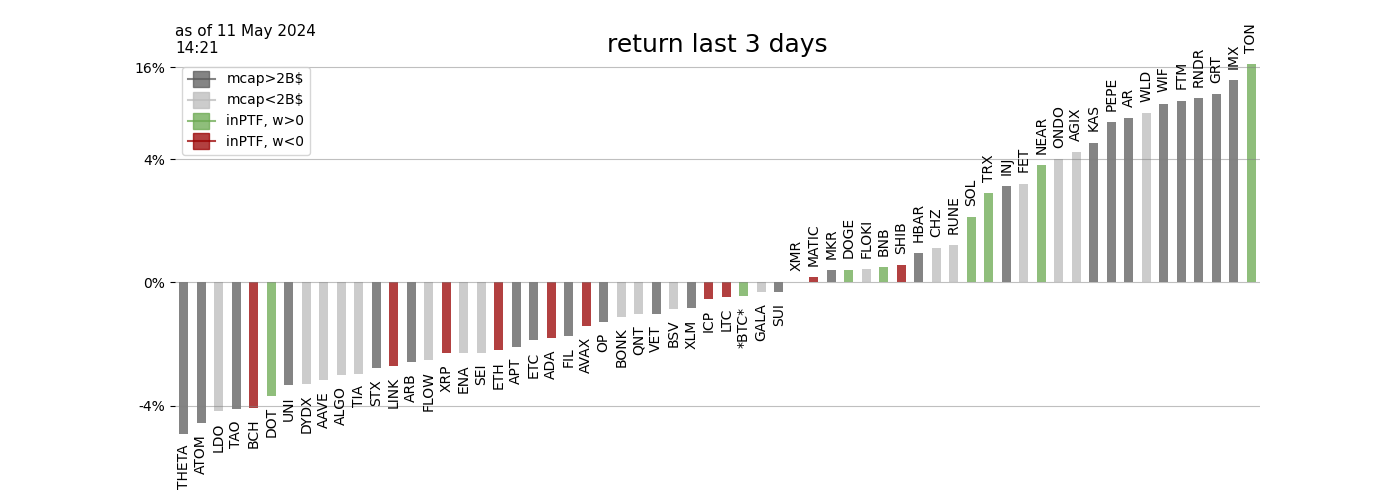 as of 11 May 2024
14:21
return last 3 days
16%
4%
0%
-4%
mcap>2B$
mcap<2B$
inPTF, w>0
inPTF, w<0
THETA
ATOM
LDO
TAO
BCH
DOT
UNI
DYDX
AAVE
ALGO
TIA
STX
LINK
ARB
FLOW
XRP
ENA
SEI
ETH
APT
ETC
ADA
FIL
AVAX
OP
BONK
QNT
VET
BSV
XLM
ICP
LTC
*BTC*
GALA
SUI
XMR
MATIC
MKR
DOGE
FLOKI
BNB
SHIB
HBAR
CHZ
RUNE
SOL
TRX
INJ
FET
NEAR
ONDO
AGIX
KAS
PEPE
AR
WLD
WIF
FTM
RNDR
GRT
IMX
TON